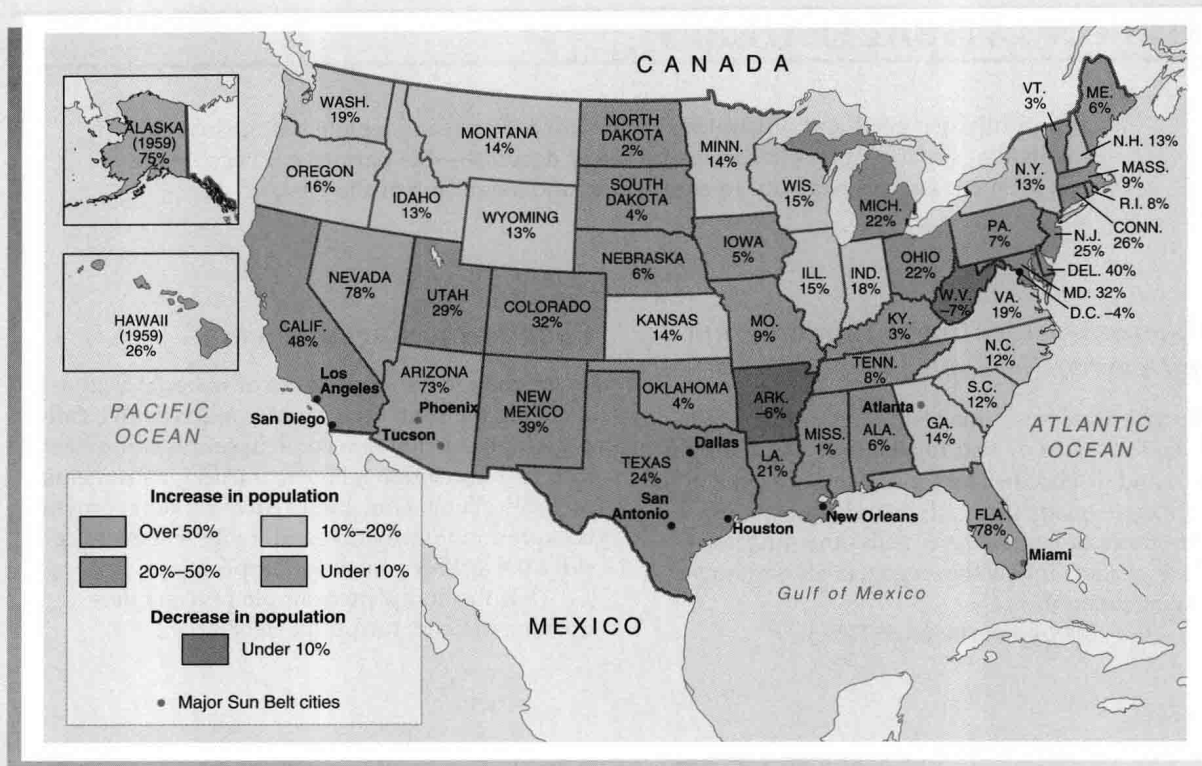 CANADA
ALASKA
(1959)
75%
HAWAII
(1959)
26%
WASH.
19%
OREGON
16%
MONTANA
14%
IDAHO
13%
WYOMING
13%
NORTH
DAKOTA
2%
SOUTH
DAKOTA
4%
MINN.
14%
WIS.
15%
MICH.
22%
VT.
3%
ME.
6%
N.H. 13%
N.Y.
13%
MASS.
9%
R.I. 8%
CONN.
26%
PA.
7%
N.J.
25%
DEL. 40%
MD. 32%
D.C. –4%
NEVADA
78%
UTAH
29%
COLORADO
32%
NEBRASKA
6%
IOWA
5%
ILL.
15%
IND.
18%
OHIO
22%
W.V.
–7%
VA.
19%
CALIF.
48%
KANSAS
14%
MO.
9%
KY.
3%
N.C.
12%
TENN.
8%
S.C.
12%
ARIZONA
73%
NEW
MEXICO
39%
OKLAHOMA
4%
ARK.
–6%
MISS.
1%
ALA.
6%
GA.
14%
TEXAS
24%
LA.
21%
FLA.
78%
Los
Angeles
San Diego
Phoenix
Tucson
Dallas
San
Antonio
Houston
New Orleans
Atlanta
Miami
PACIFIC
OCEAN
ATLANTIC
OCEAN
Gulf of Mexico
MEXICO
Increase in population
Over 50%
10%–20%
20%–50%
Under 10%
Decrease in population
Under 10%
Major Sun Belt cities